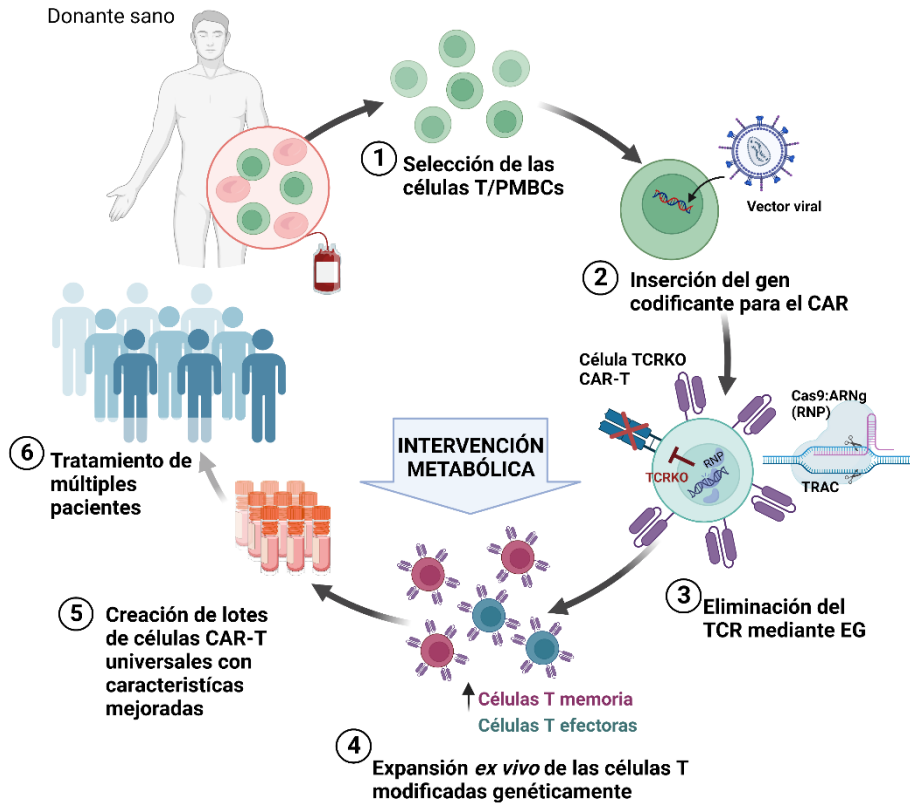 Donante sano
1 Selección de las
células T/PMBCs
Vector viral
2 Inserción del gen
codificante para el CAR
Célula TCRKO
CAR-T
Cas9:ARNg
(RNP)
RNP
TCRKO
TRAC
3 Eliminación del
TCR mediante EG
INTERVENCIÓN
METABÓLICA
Células T memoria
Células T efectoras
4
Expansión ex vivo de las células T
modificadas genéticamente
5 Creación de lotes
de células CAR-T
universales con
caracteristícas
mejoradas
6 Tratamiento de
múltiples
pacientes